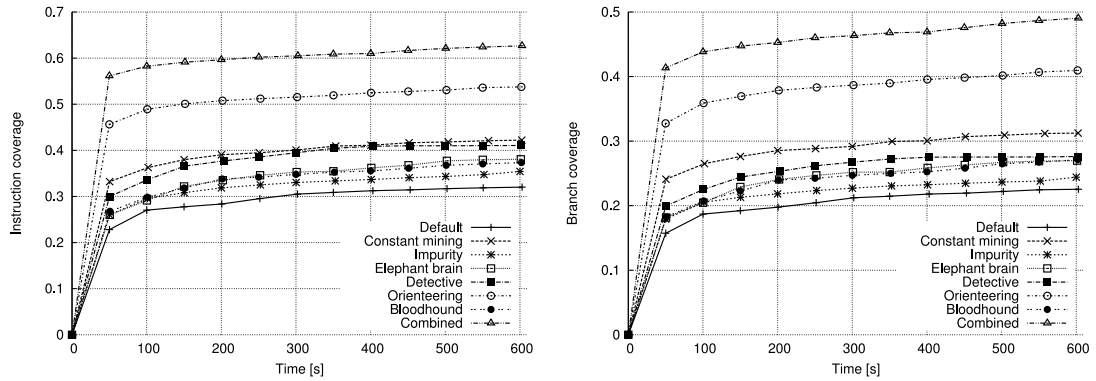 0.7
0.6
0.5
0.4
0.3
0.2
0.1
0
Instruction coverage
0 100 200 300 400 500 600
Time [s]
Default
Constant mining
Impurity
Elephant brain
Detective
Orienteering
Bloodhound
Combined
0.5
0.4
0.3
0.2
0.1
0
Branch coverage
0 100 200 300 400 500 600
Time [s]
Default
Constant mining
Impurity
Elephant brain
Detective
Orienteering
Bloodhound
Combined